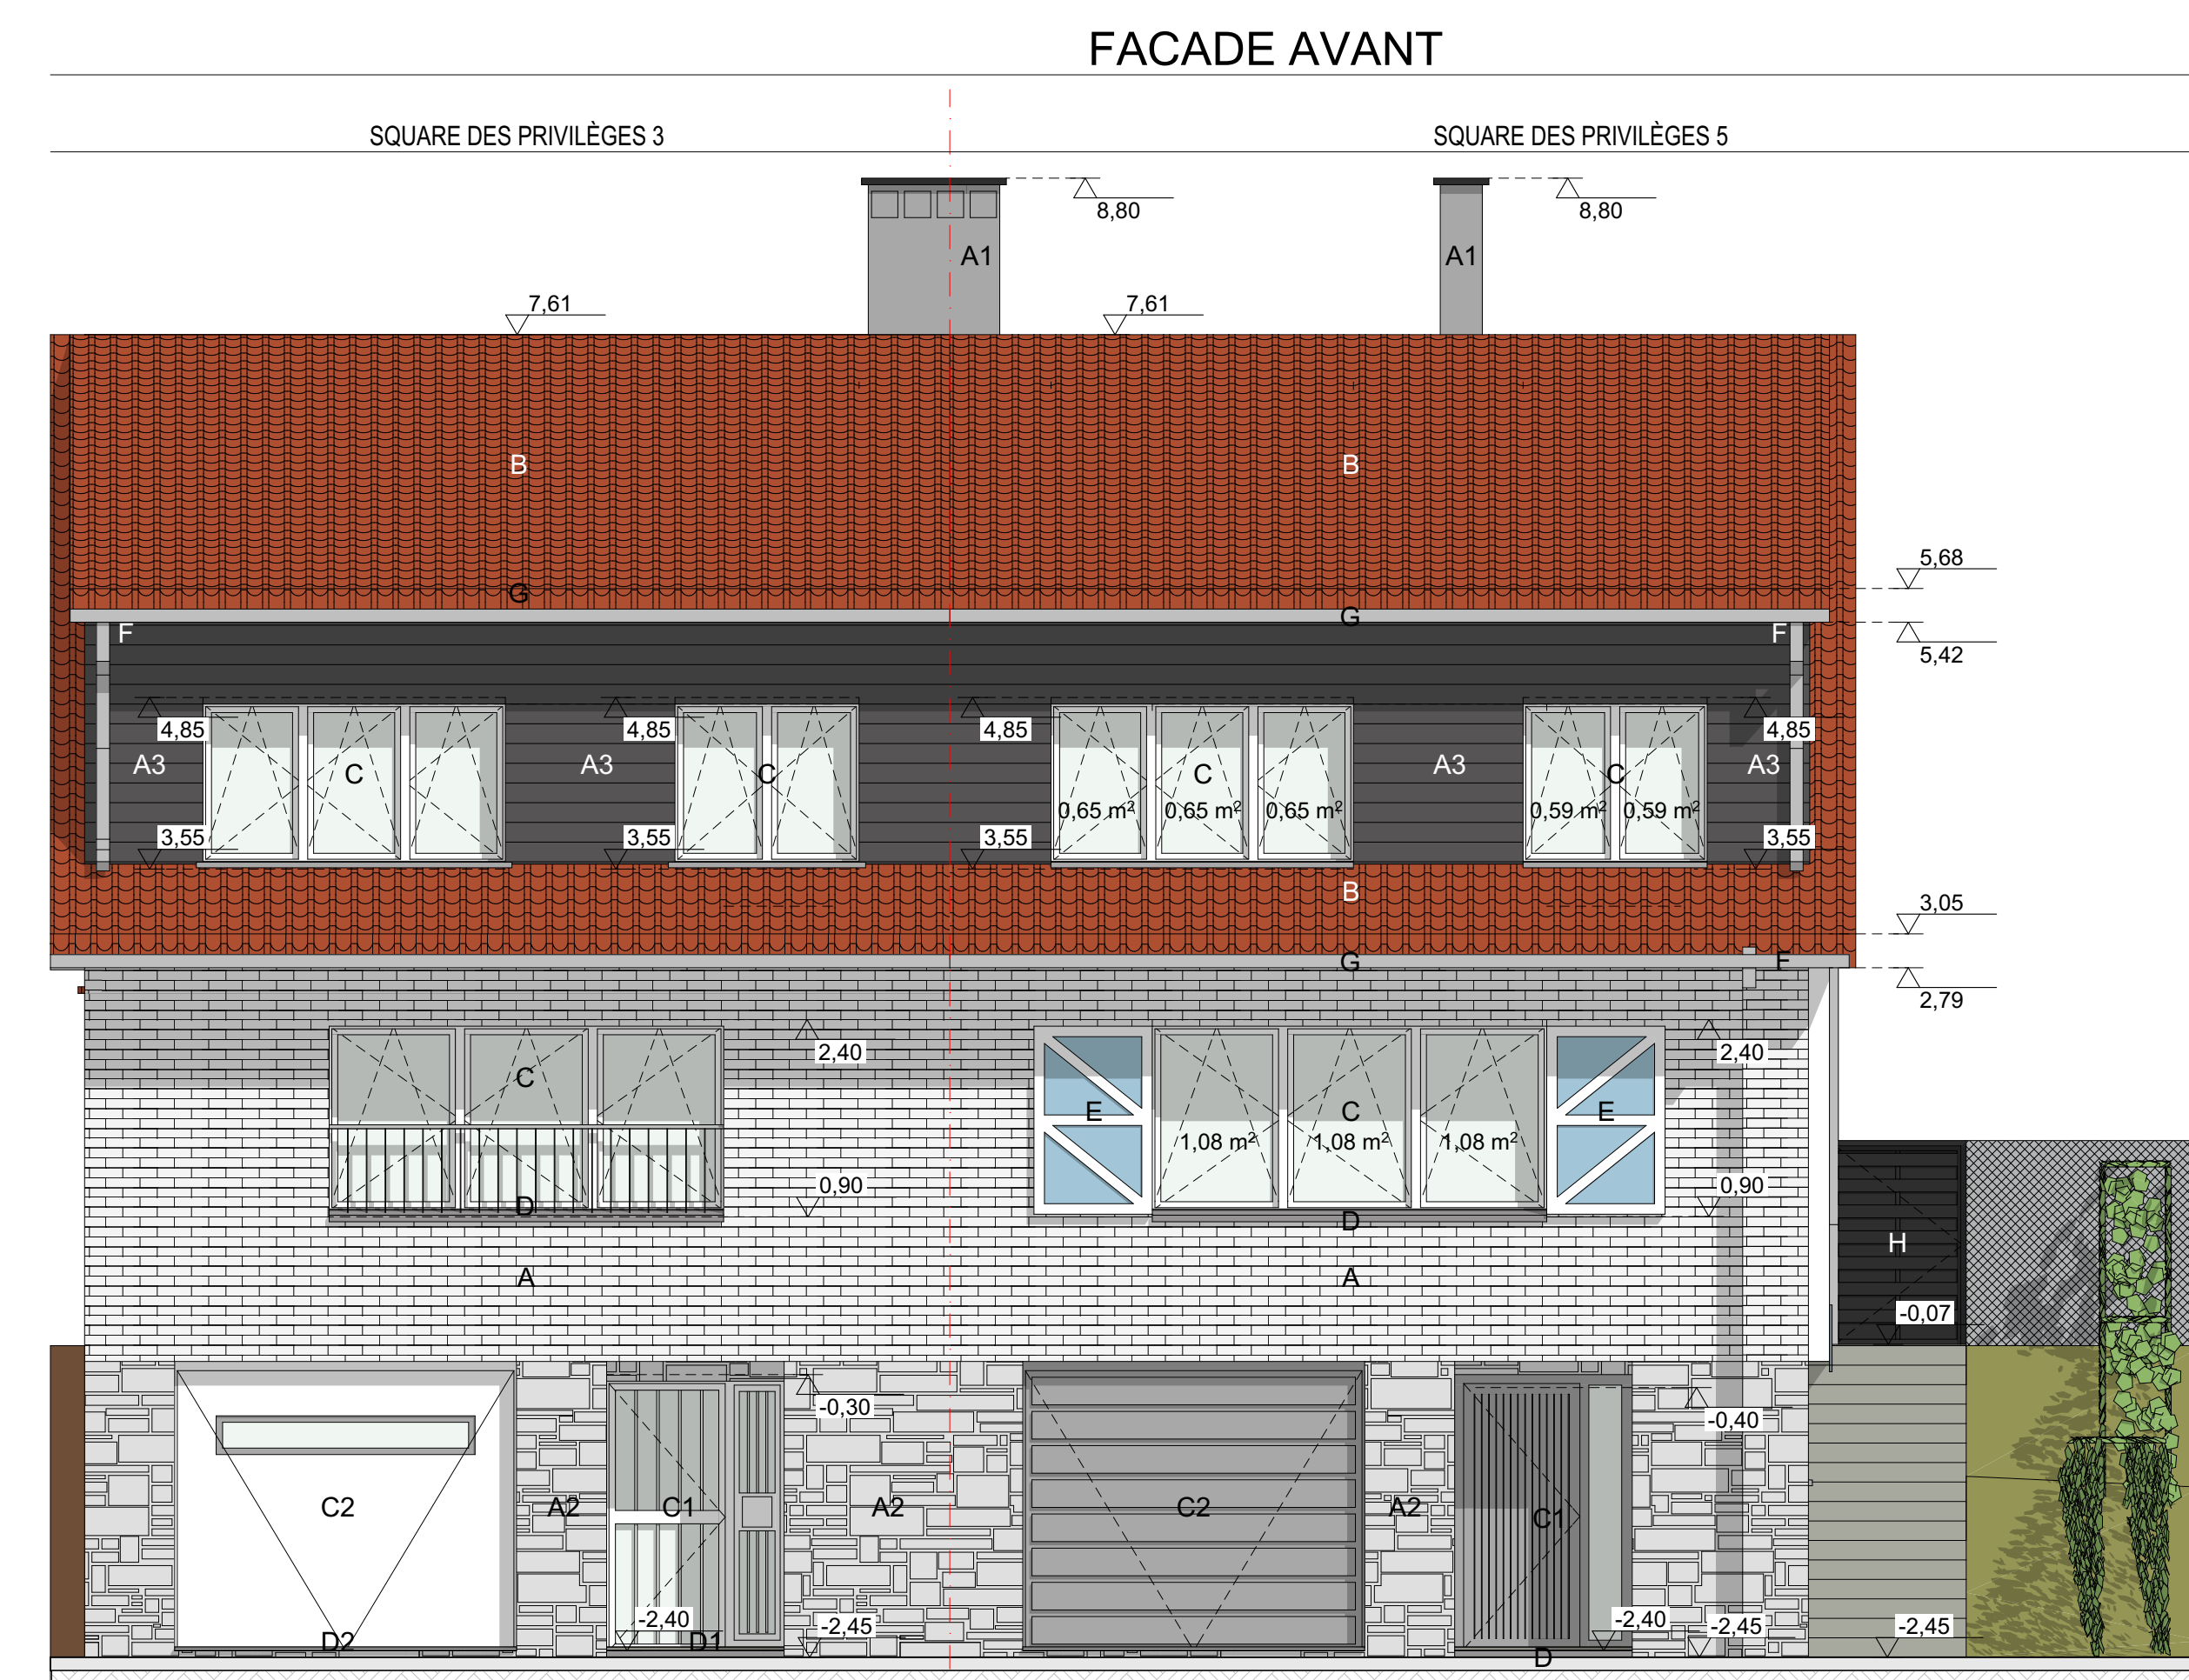 FACADE AVANT
SQUARE DES PRIVILÈGES 3
SQUARE DES PRIVILÈGES 5
8,80
8,80
A1
A1
7,61
7,61
B
B
5,68
G
G
F
F
5,42
4,85
4,85
4,85
4,85
A3
C
A3
C
C
A3
C
A3
0,65 m²
0,65 m²
0,65 m²
0,59 m²
0,59 m²
3,55
3,55
3,55
3,55
B
3,05
G
F
2,79
2,40
2,40
C
E
C
E
1,08 m²
1,08 m²
1,08 m²
0,90
0,90
D
D
H
A
A
-0,07
-0,30
-0,40
C2
A2
C1
A2
C2
A2
C1
-2,40
-2,45
-2,40
-2,45
-2,45
D2
D1
D